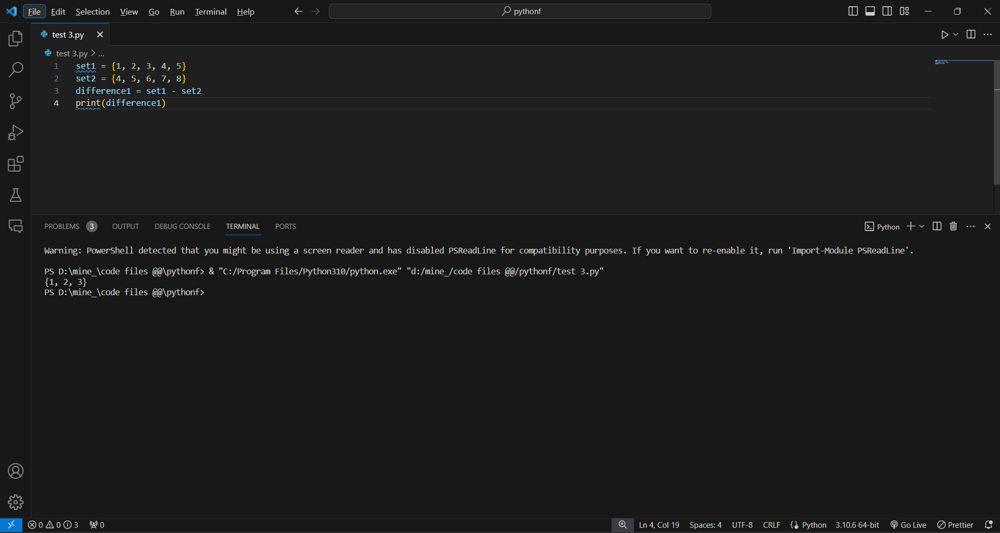 File Edit Selection View Go Run Terminal Help
pythonf
test 3.py
test 3.py > ...
1 set1 = {1, 2, 3, 4, 5}
2 set2 = {4, 5, 6, 7, 8}
3 difference1 = set1 - set2
4 print(difference1)
PROBLEMS 3 OUTPUT DEBUG CONSOLE TERMINAL PORTS
Python
Warning: PowerShell detected that you might be using a screen reader and has disabled PSReadLine for compatibility purposes. If you want to re-enable it, run 'Import-Module PSReadLine'.
PS D:\mine_\code files @@\pythonf> & "C:/Program Files/Python310/python.exe" "d:/mine_/code files @@/pythonf/test 3.py"
{1, 2, 3}
PS D:\mine_\code files @@\pythonf>
0 0 3 0 Ln 4, Col 19 Spaces: 4 UTF-8 CRLF Python 3.10.6 64-bit Go Live Prettier